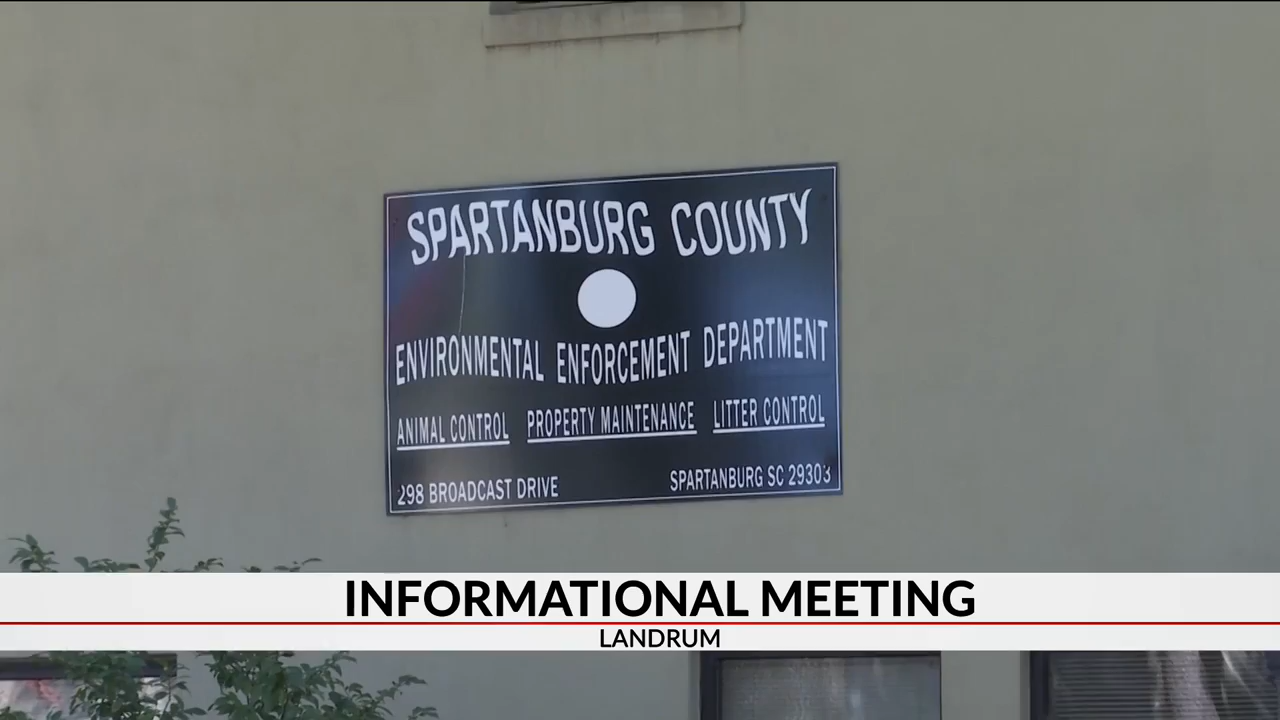 SPARTANBURG COUNTY
ENVIRONMENTAL ENFORCEMENT DEPARTMENT
ANIMAL CONTROL PROPERTY MAINTENANCE LITTER CONTROL
298 BROADCAST DRIVE SPARTANBURG SC 29303
INFORMATIONAL MEETING
LANDRUM